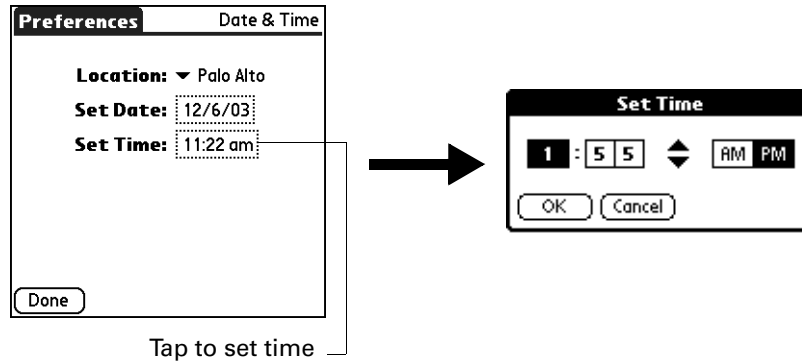 Preferences Date & Time
Location: Palo Alto
Set Date: 12/6/03
Set Time: 11:22 am
Done
Tap to set time
Set Time
1 : 5 5 AM PM
OK Cancel